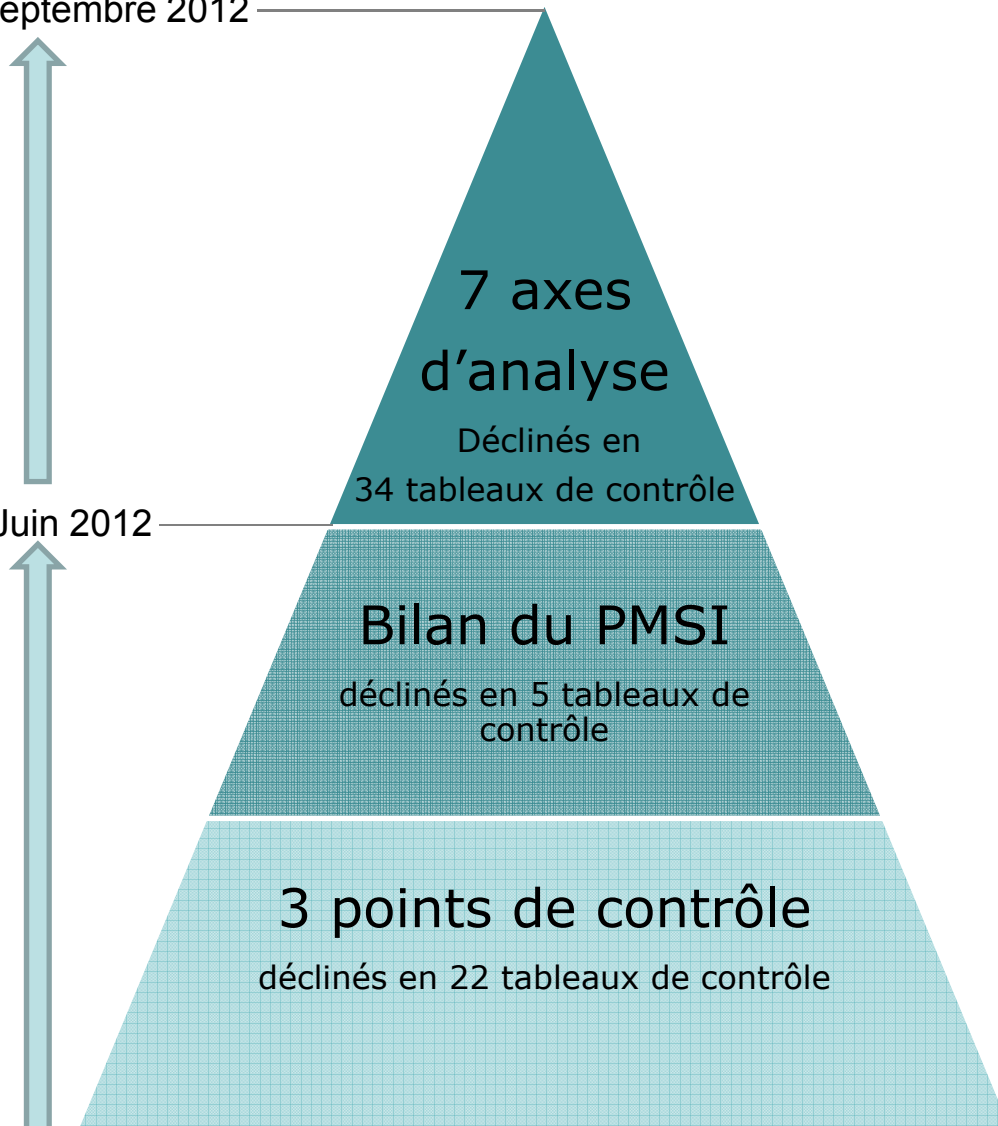 eptembre 2012
7 axes
d’analyse
Déclinés en
34 tableaux de contrôle
Juin 2012
Bilan du PMSI
déclinés en 5 tableaux de
contrôle
3 points de contrôle
déclinés en 22 tableaux de contrôle